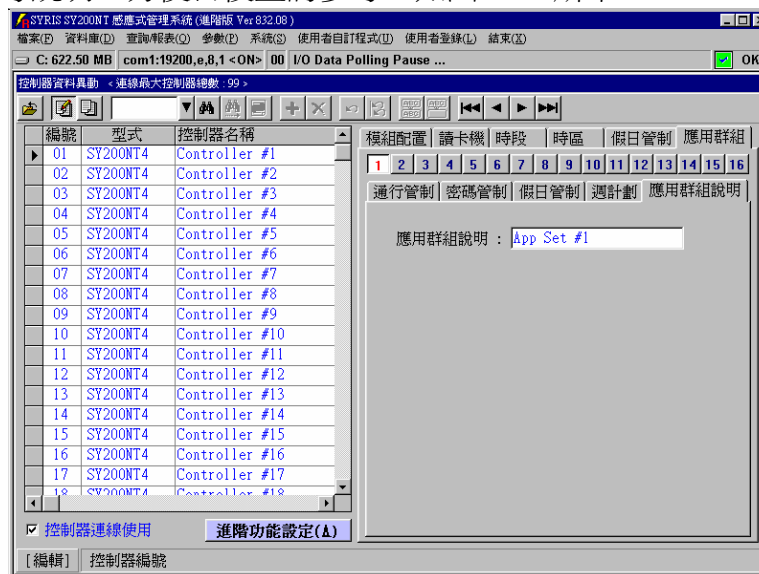 SYRIS SY200NT 感應式管理系統 (進階版 Ver 832.08 )
檔案(F) 資料庫(D) 查詢/報表(Q) 參數(P) 系統(S) 使用者自訂程式(U) 使用者登錄(L) 結束(X)
C: 622.50 MB com1:19200,e,8,1 <ON> 00 I/O Data Polling Pause ... OK
控制器資料異動 < 連線最大控制器總數 : 99 >
編號 型式 控制器名稱
01 SY200NT4 Controller #1
02 SY200NT4 Controller #2
03 SY200NT4 Controller #3
04 SY200NT4 Controller #4
05 SY200NT4 Controller #5
06 SY200NT4 Controller #6
07 SY200NT4 Controller #7
08 SY200NT4 Controller #8
09 SY200NT4 Controller #9
10 SY200NT4 Controller #10
11 SY200NT4 Controller #11
12 SY200NT4 Controller #12
13 SY200NT4 Controller #13
14 SY200NT4 Controller #14
15 SY200NT4 Controller #15
16 SY200NT4 Controller #16
17 SY200NT4 Controller #17
18 SY200NT4 Controller #18
控制器連線使用 進階功能設定(A)
模組配置 讀卡機 時段 時區 假日管制 應用群組
1 2 3 4 5 6 7 8 9 10 11 12 13 14 15 16
通行管制 密碼管制 假日管制 週計劃 應用群組說明
應用群組說明 : App Set #1
[編輯] 控制器編號